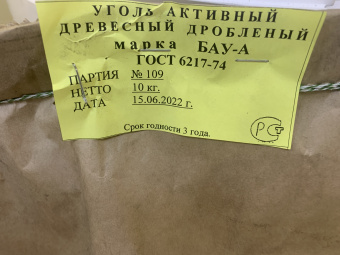 УГОЛЬ АКТИВНЫЙ
ДРЕВЕСНЫЙ ДРОБЛЕНЫЙ
марка БАУ-А
ГОСТ 6217-74
ПАРТИЯ № 109
НЕТТО 10 кг.
ДАТА 15.06.2022 г.
Срок годности 3 года.
РСТ